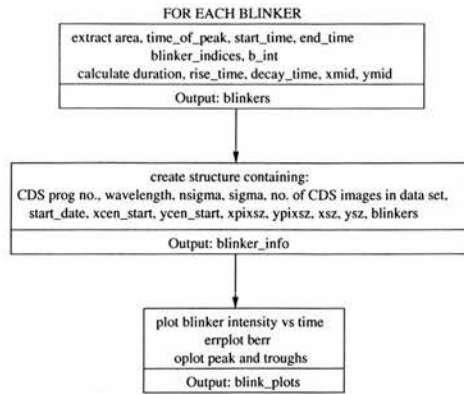 FOR EACH BLINKER
extract area, time_of_peak, start_time, end_time
blinker_indices, b_int
calculate duration, rise_time, decay_time, xmid, ymid
Output: blinkers
create structure containing:
CDS prog no., wavelength, nsigma, sigma, no. of CDS images in data set,
start_date, xcen_start, ycen_start, xpixsz, ypixsz, xsz, ysz, blinkers
Output: blinker_info
plot blinker intensity vs time
errplot berr
oplot peak and troughs
Output: blink_plots